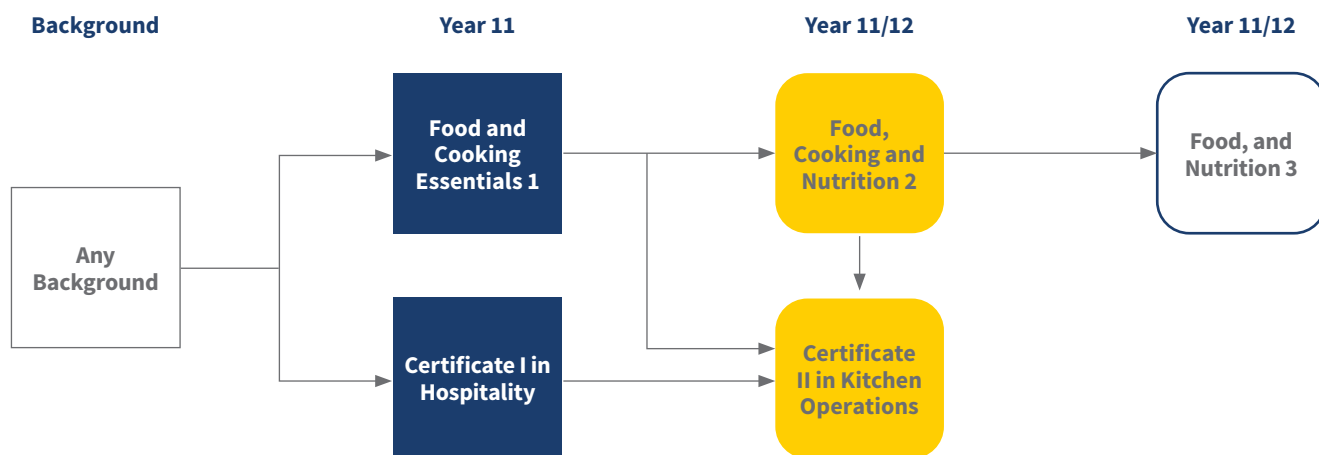 Background
Year 11
Year 11/12
Year 11/12
Food and
Cooking
Essentials 1
Food,
Cooking and
Nutrition 2
Food, and
Nutrition 3
Any
Background
Certificate I in
Hospitality
Certificate
II in Kitchen
Operations